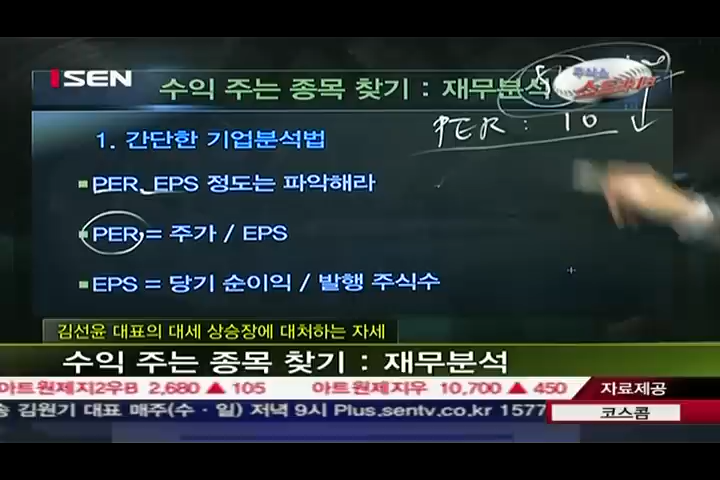 SEN
수익 주는 종목 찾기 : 재무분석
주식쇼
PER : 10 ↓
1. 간단한 기업분석법
PER, EPS 정도는 파악해라
PER = 주가 / EPS
EPS = 당기 순이익 / 발행 주식수
김선윤 대표의 대세 상승장에 대처하는 자세
수익 주는 종목 찾기 : 재무분석
아트원제지2우B 2,680 ▲ 105 아트원제지우 10,700 ▲ 450 자료제공
김원기 대표 매주(수 · 일) 저녁 9시 Plus.sentv.co.kr 1577 코스콤